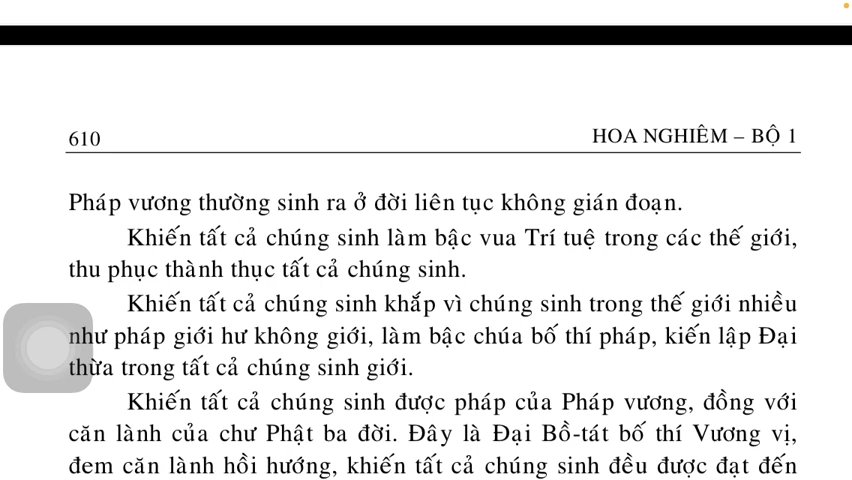 610
HOA NGHIÊM – BỘ 1
Pháp vương thường sinh ra ở đời liên tục không gián đoạn.
Khiến tất cả chúng sinh làm bậc vua Trí tuệ trong các thế giới,
thu phục thành thục tất cả chúng sinh.
Khiến tất cả chúng sinh khắp vì chúng sinh trong thế giới nhiều
như pháp giới hư không giới, làm bậc chúa bố thí pháp, kiến lập Đại
thừa trong tất cả chúng sinh giới.
Khiến tất cả chúng sinh được pháp của Pháp vương, đồng với
căn lành của chư Phật ba đời. Đây là Đại Bồ-tát bố thí Vương vị,
đem căn lành hồi hướng, khiến tất cả chúng sinh đều được đạt đến